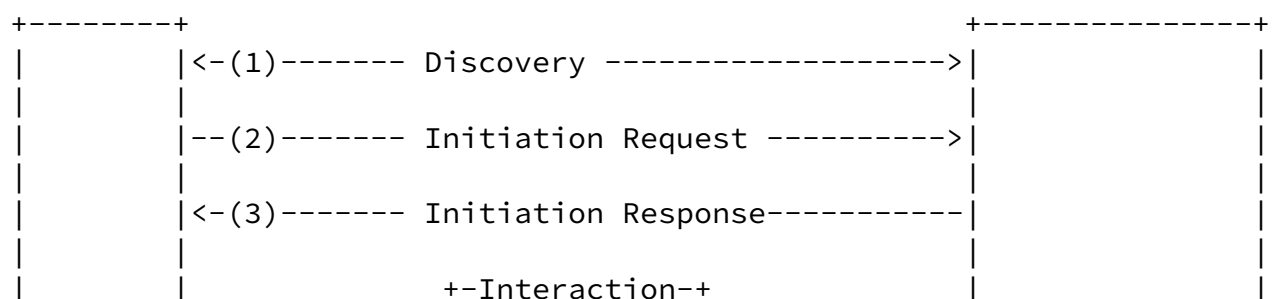 +--------+                                           +---------------+
|        |<-(1)------- Discovery ------------------->|               |
|        |                                           |               |
|        |--(2)------- Initiation Request ---------->|               |
|        |                                           |               |
|        |<-(3)------- Initiation Response-----------|               |
|        |                                           |               |
|        |              +-Interaction-+              |               |